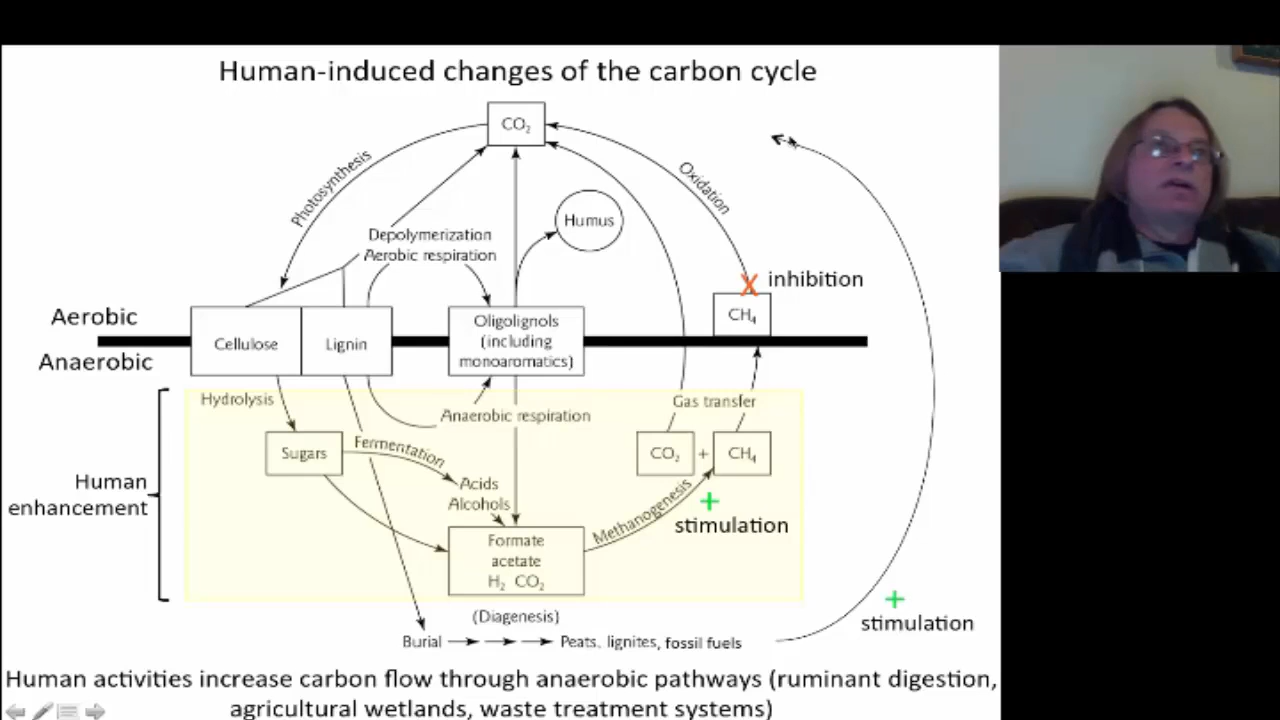 Human-induced changes of the carbon cycle
CO₂
Photosynthesis
Oxidation
Humus
Depolymerization
Aerobic respiration
inhibition
Aerobic
Anaerobic
Cellulose
Lignin
Oligolignols
(including
monoaromatics)
CH₄
X
Hydrolysis
Anaerobic respiration
Gas transfer
Sugars
Fermentation
CO₂ + CH₄
Human
enhancement
Acids
Alcohols
Methanogenesis
+
stimulation
Formate
acetate
H₂ CO₂
(Diagenesis)
+
stimulation
Burial
Peats, lignites, fossil fuels
Human activities increase carbon flow through anaerobic pathways (ruminant digestion,
agricultural wetlands, waste treatment systems)